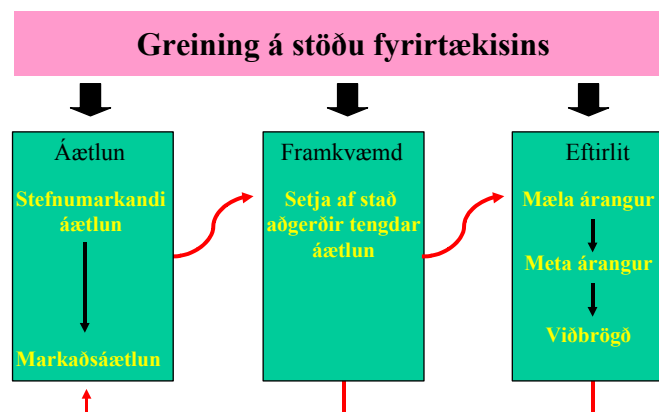 Greining á stöðu fyrirtækisins
Áætlun
Stefnumarkandi
áætlun
Markaðsáætlun
Framkvæmd
Setja af stað
aðgerðir tengdar
áætlun
Eftirlit
Mæla árangur
Meta árangur
Viðbrögð